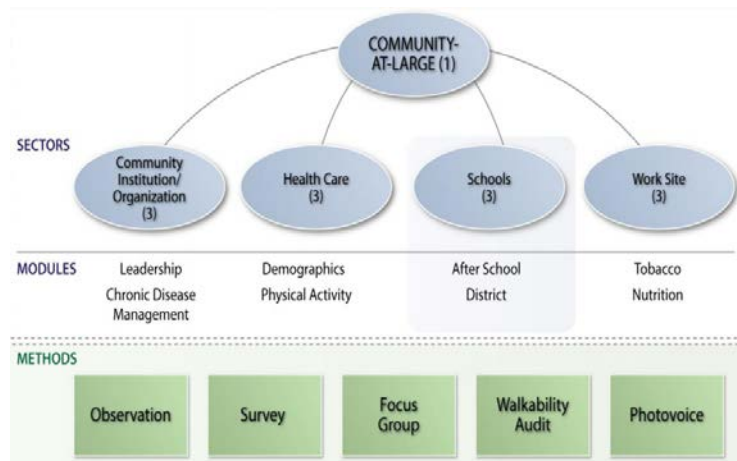 COMMUNITY-
AT-LARGE (1)
SECTORS
Community
Institution/
Organization
(3)
Health Care
(3)
Schools
(3)
Work Site
(3)
MODULES
Leadership
Chronic Disease
Management
Demographics
Physical Activity
After School
District
Tobacco
Nutrition
METHODS
Observation
Survey
Focus
Group
Walkability
Audit
Photovoice